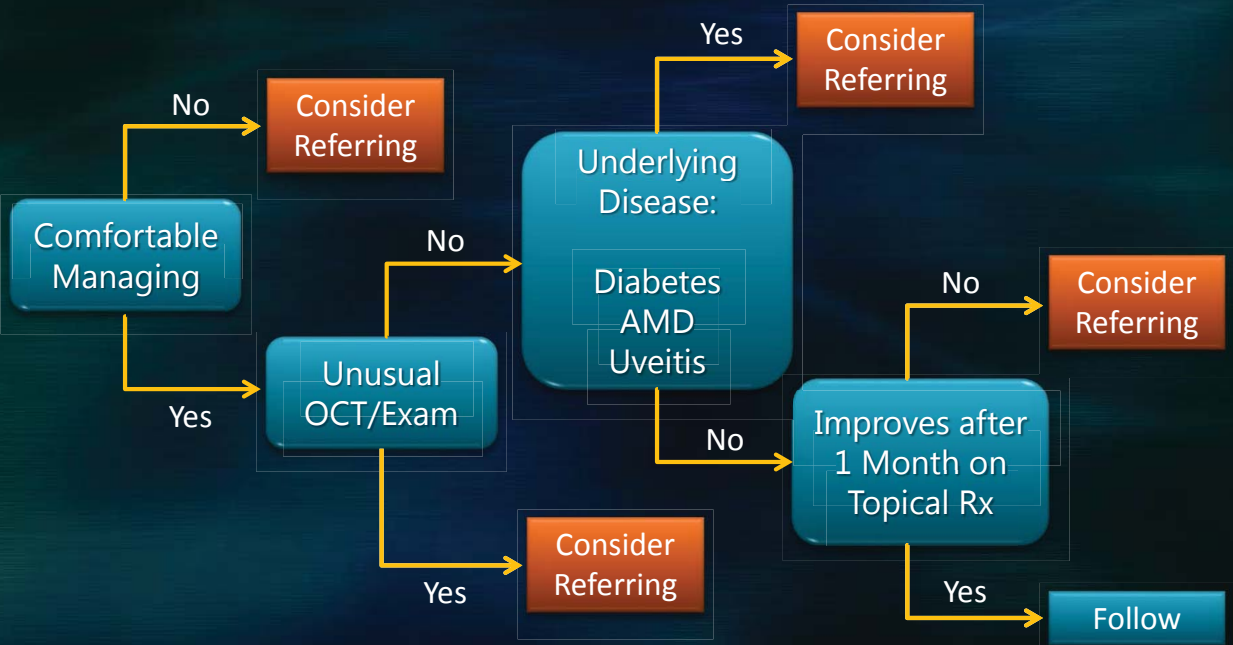 Yes
Consider
Referring
No
Consider
Referring
Comfortable
Managing
Yes
No
Unusual
OCT/Exam
Yes
Consider
Referring
Underlying
Disease:
Diabetes
AMD
Uveitis
No
Improves after
1 Month on
Topical Rx
No
Consider
Referring
Yes
Follow